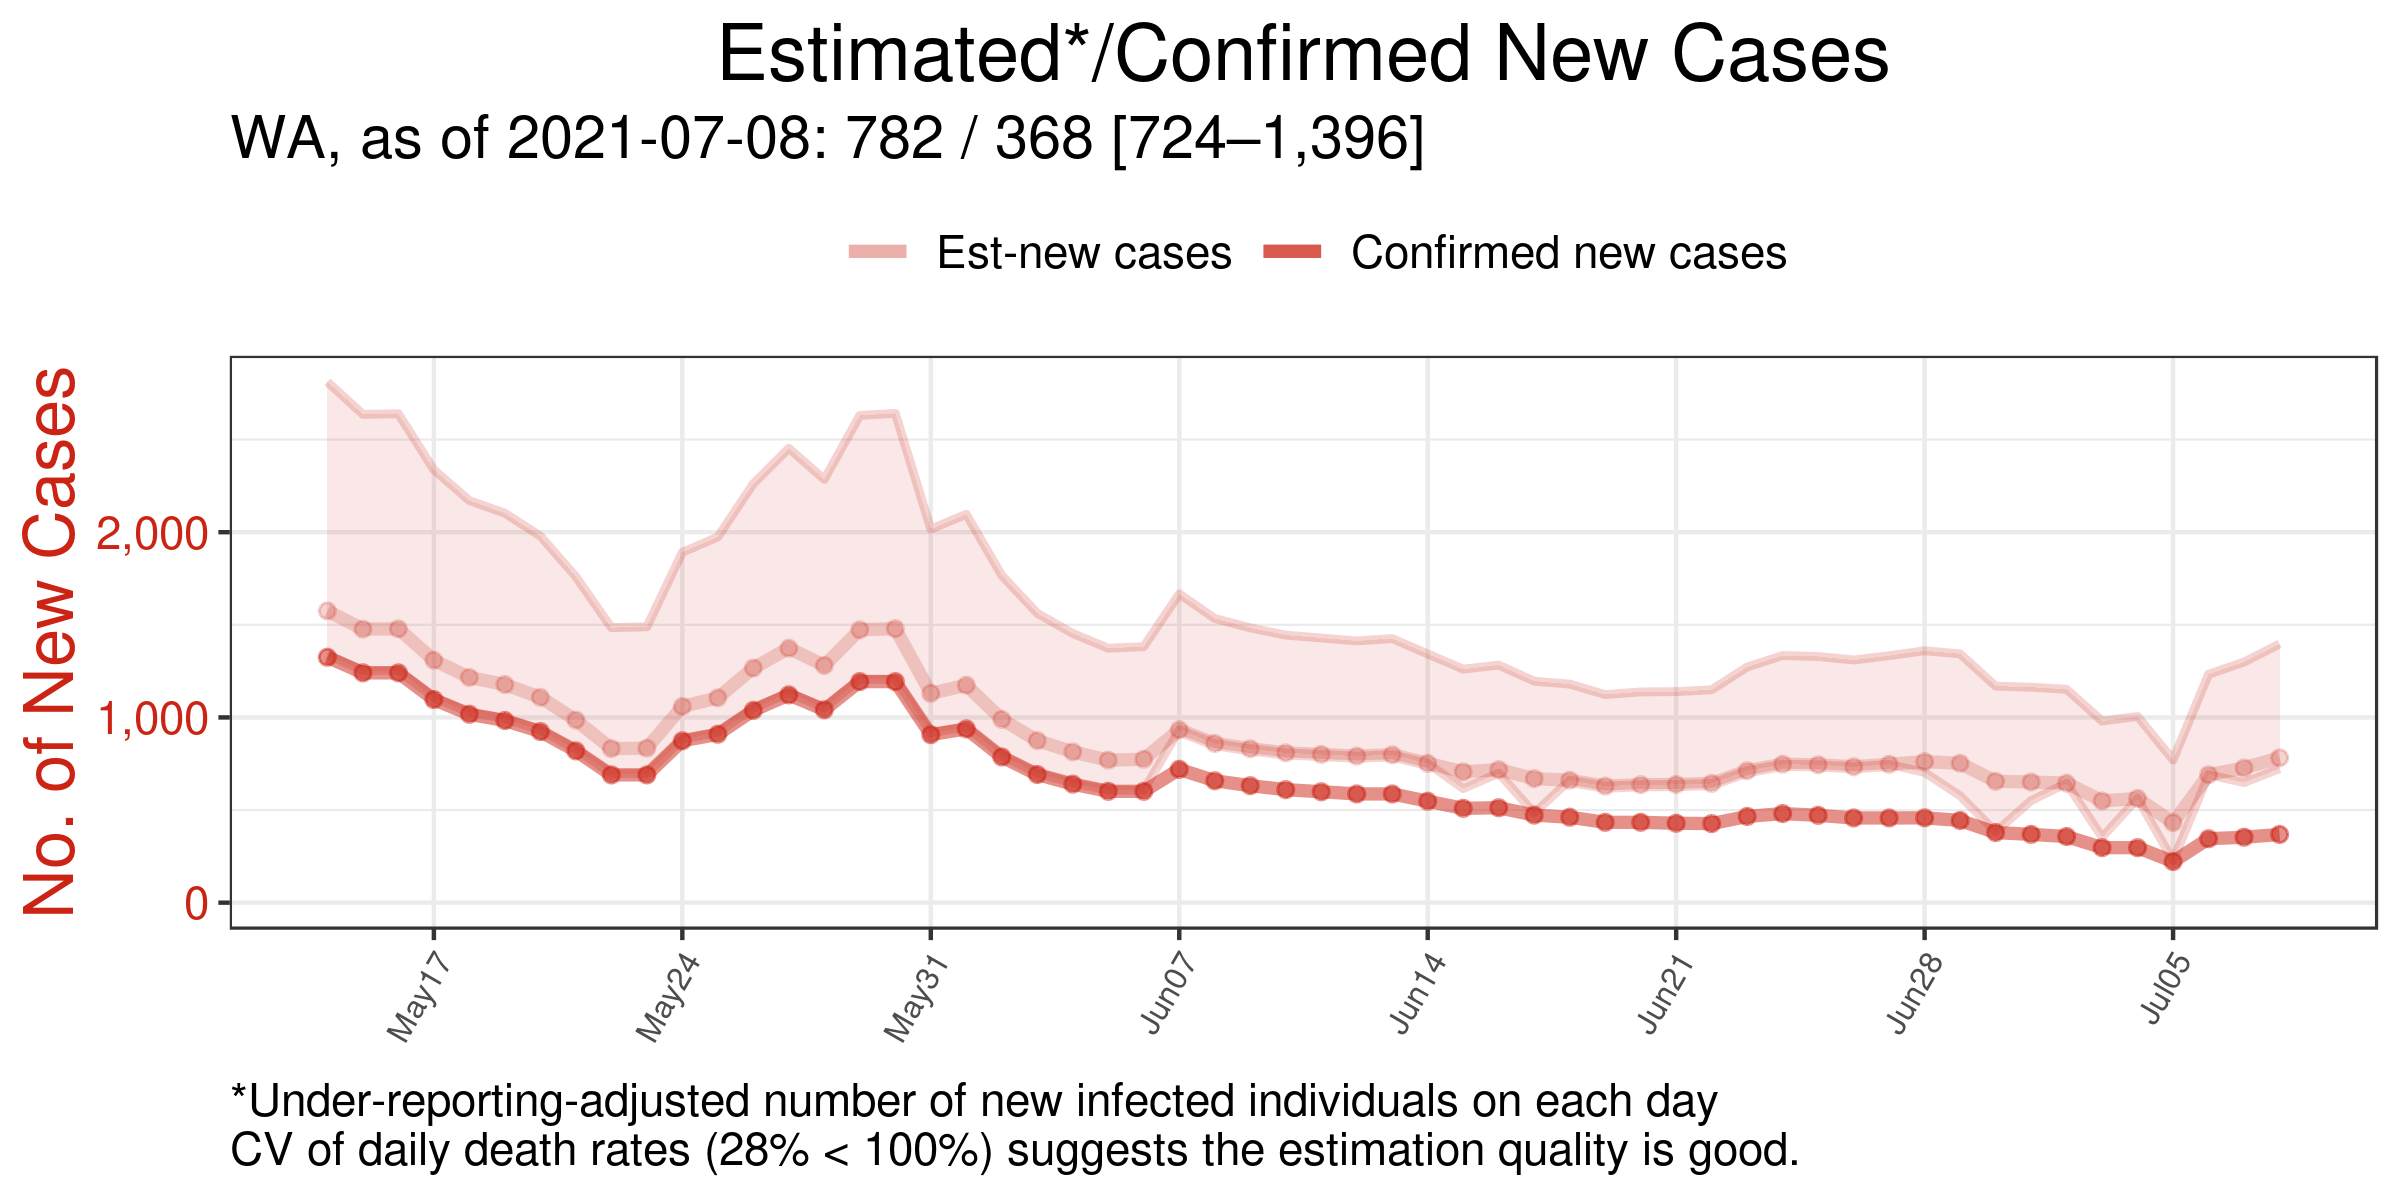 Estimated*/Confirmed New Cases
WA, as of 2021-07-08: 782 / 368 [724–1,396]
Est-new cases
Confirmed new cases
No. of New Cases
2,000
1,000
0
May17
May24
May31
Jun07
Jun14
Jun21
Jun28
Jul05
*Under-reporting-adjusted number of new infected individuals on each day
CV of daily death rates (28% < 100%) suggests the estimation quality is good.